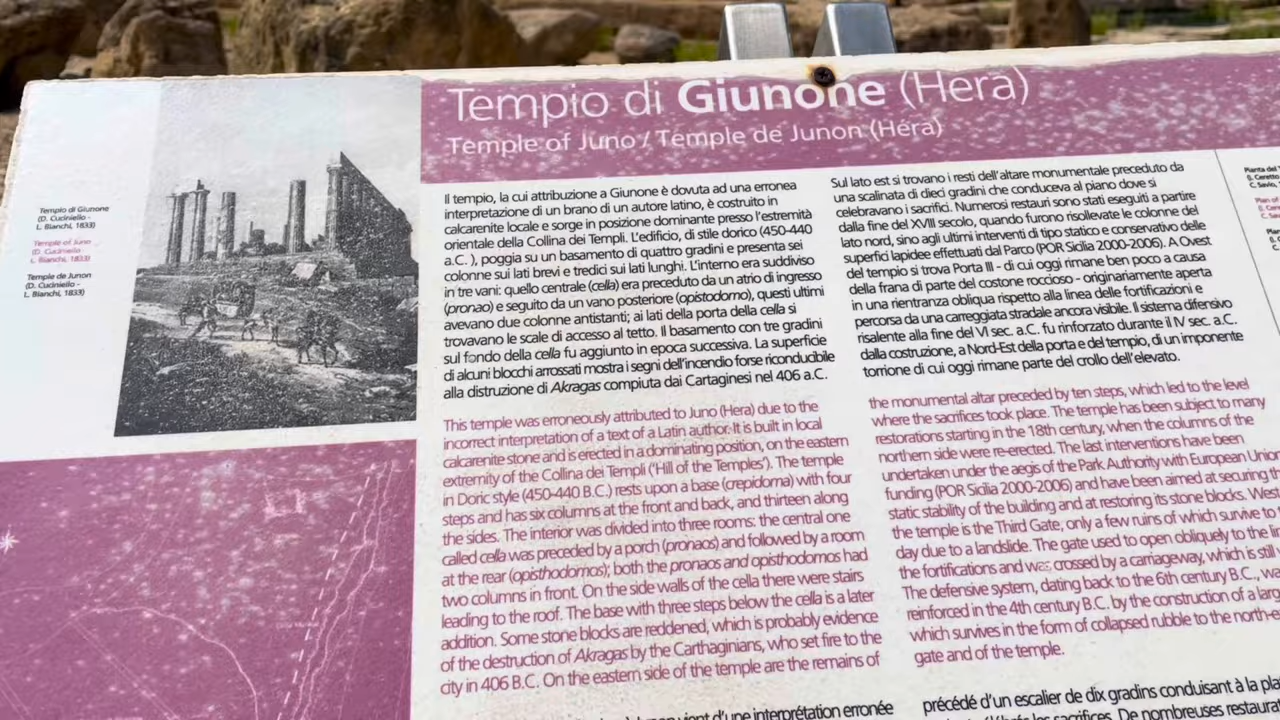 Tempio di Giunone (Hera)
Temple of Juno / Temple de Junon (Héra)
Tempio di Giunone
(D. Cuciniello -
L. Bianchi, 1833)
Temple of Juno
(D. Cuciniello -
L. Bianchi, 1833)
Temple de Junon
(D. Cuciniello -
L. Bianchi, 1833)
Il tempio, la cui attribuzione a Giunone è dovuta ad una erronea
interpretazione di un brano di un autore latino, è costruito in
calcarenite locale e sorge in posizione dominante presso l'estremità
orientale della Collina dei Templi. L'edificio, di stile dorico (450-440
a.C. ), poggia su un basamento di quattro gradini e presenta sei
colonne sui lati brevi e tredici sui lati lunghi. L'interno era suddiviso
in tre vani: quello centrale (cella) era preceduto da un atrio di ingresso
(pronao) e seguito da un vano posteriore (opistodomo), questi ultimi
avevano due colonne antistanti; ai lati della porta della cella si
trovavano le scale di accesso al tetto. Il basamento con tre gradini
sul fondo della cella fu aggiunto in epoca successiva. La superficie
di alcuni blocchi arrossati mostra i segni dell'incendio forse riconducibile
alla distruzione di Akragas compiuta dai Cartaginesi nel 406 a.C.
Sul lato est si trovano i resti dell'altare monumentale preceduto da
una scalinata di dieci gradini che conduceva al piano dove si
celebravano i sacrifici. Numerosi restauri sono stati eseguiti a partire
dalla fine del XVIII secolo, quando furono risollevate le colonne del
lato nord, sino agli ultimi interventi di tipo statico e conservativo delle
superfici lapidee effettuati dal Parco (POR Sicilia 2000-2006). A Ovest
del tempio si trova Porta III - di cui oggi rimane ben poco a causa
della frana di parte del costone roccioso - originariamente aperta
in una rientranza obliqua rispetto alla linea delle fortificazioni e
percorsa da una carreggiata stradale ancora visibile. Il sistema difensivo
risalente alla fine del VI sec. a.C. fu rinforzato durante il IV sec. a.C.
dalla costruzione, a Nord-Est della porta e del tempio, di un imponente
torrione di cui oggi rimane parte del crollo dell'elevato.
This temple was erroneously attributed to Juno (Hera) due to the
incorrect interpretation of a text of a Latin author. It is built in local
calcarenite stone and is erected in a dominating position, on the eastern
extremity of the Collina dei Templi ('Hill of the Temples'). The temple
in Doric style (450-440 B.C.) rests upon a base (crepidoma) with four
steps and has six columns at the front and back, and thirteen along
the sides. The interior was divided into three rooms: the central one
called cella was preceded by a porch (pronaos) and followed by a room
at the rear (opisthodomos); both the pronaos and opisthodomos had
two columns in front. On the side walls of the cella there were stairs
leading to the roof. The base with three steps below the cella is a later
addition. Some stone blocks are reddened, which is probably evidence
of the destruction of Akragas by the Carthaginians, who set fire to the
city in 406 B.C. On the eastern side of the temple are the remains of
the monumental altar preceded by ten steps, which led to the level
where the sacrifices took place. The temple has been subject to many
restorations starting in the 18th century, when the columns of the
northern side were re-erected. The last interventions have been
undertaken under the aegis of the Park Authority with European Union
funding (POR Sicilia 2000-2006) and have been aimed at securing
static stability of the building and at restoring its stone blocks. West
the temple is the Third Gate, only a few ruins of which survive to
day due to a landslide. The gate used to open obliquely to the
the fortifications and was crossed by a carriageway, which is still
The defensive system, dating back to the 6th century B.C., was
reinforced in the 4th century B.C. by the construction of a large
which survives in the form of collapsed rubble to the north-
gate and of the temple.
vient d'une interprétation erronée
précédé d'un escalier de dix gradins conduisant à la
les sacrifices. De nombreuses
Pianta del